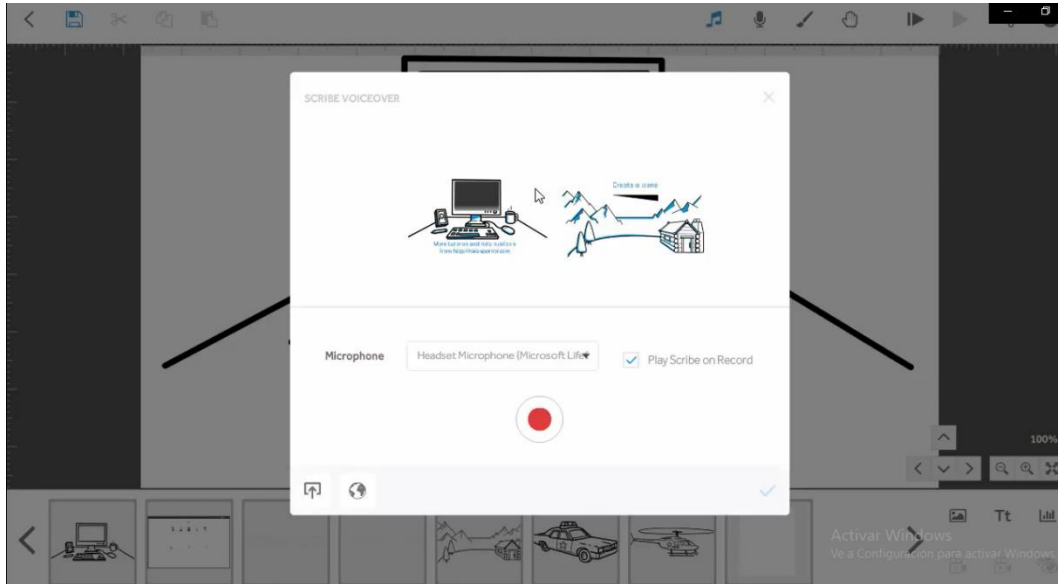 SCRIBE VOICEOVER
Create a scene
Microphone
Headset Microphone (Microsoft Life
Play Scribe on Record
100%
Tt
Activar Windows
Ve a Configuración para activar Windows.